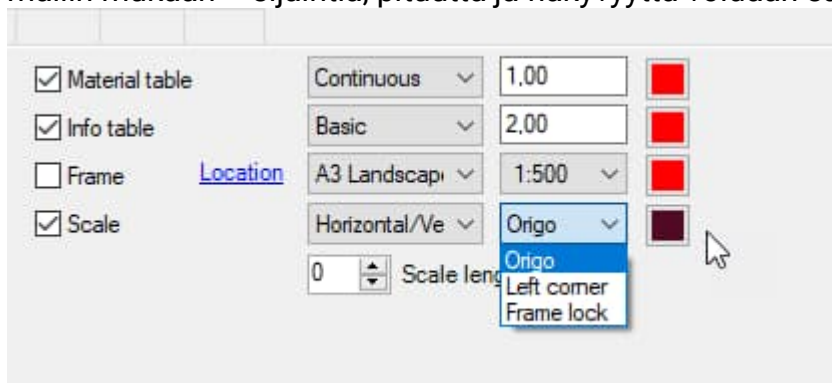 Material table Continuous 1,00
Info table Basic 2,00
Frame Location A3 Landscap 1:500
Scale Horizontal/Ve Origo
0 Scale leng Origo
Left corner
Frame lock